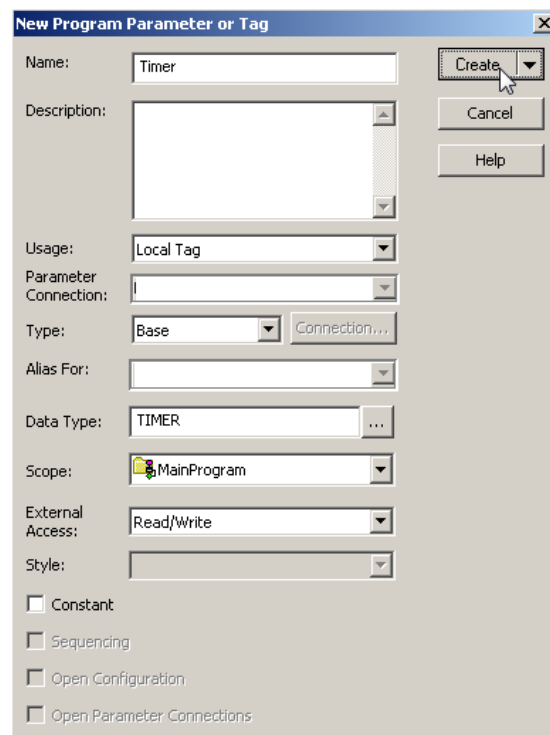 New Program Parameter or Tag
Name:
Timer
Create
Description:
Cancel
Help
Usage:
Local Tag
Parameter
Connection:
Type:
Base
Connection...
Alias For:
Data Type:
TIMER
...
Scope:
MainProgram
External
Access:
Read/Write
Style:
Constant
Sequencing
Open Configuration
Open Parameter Connections